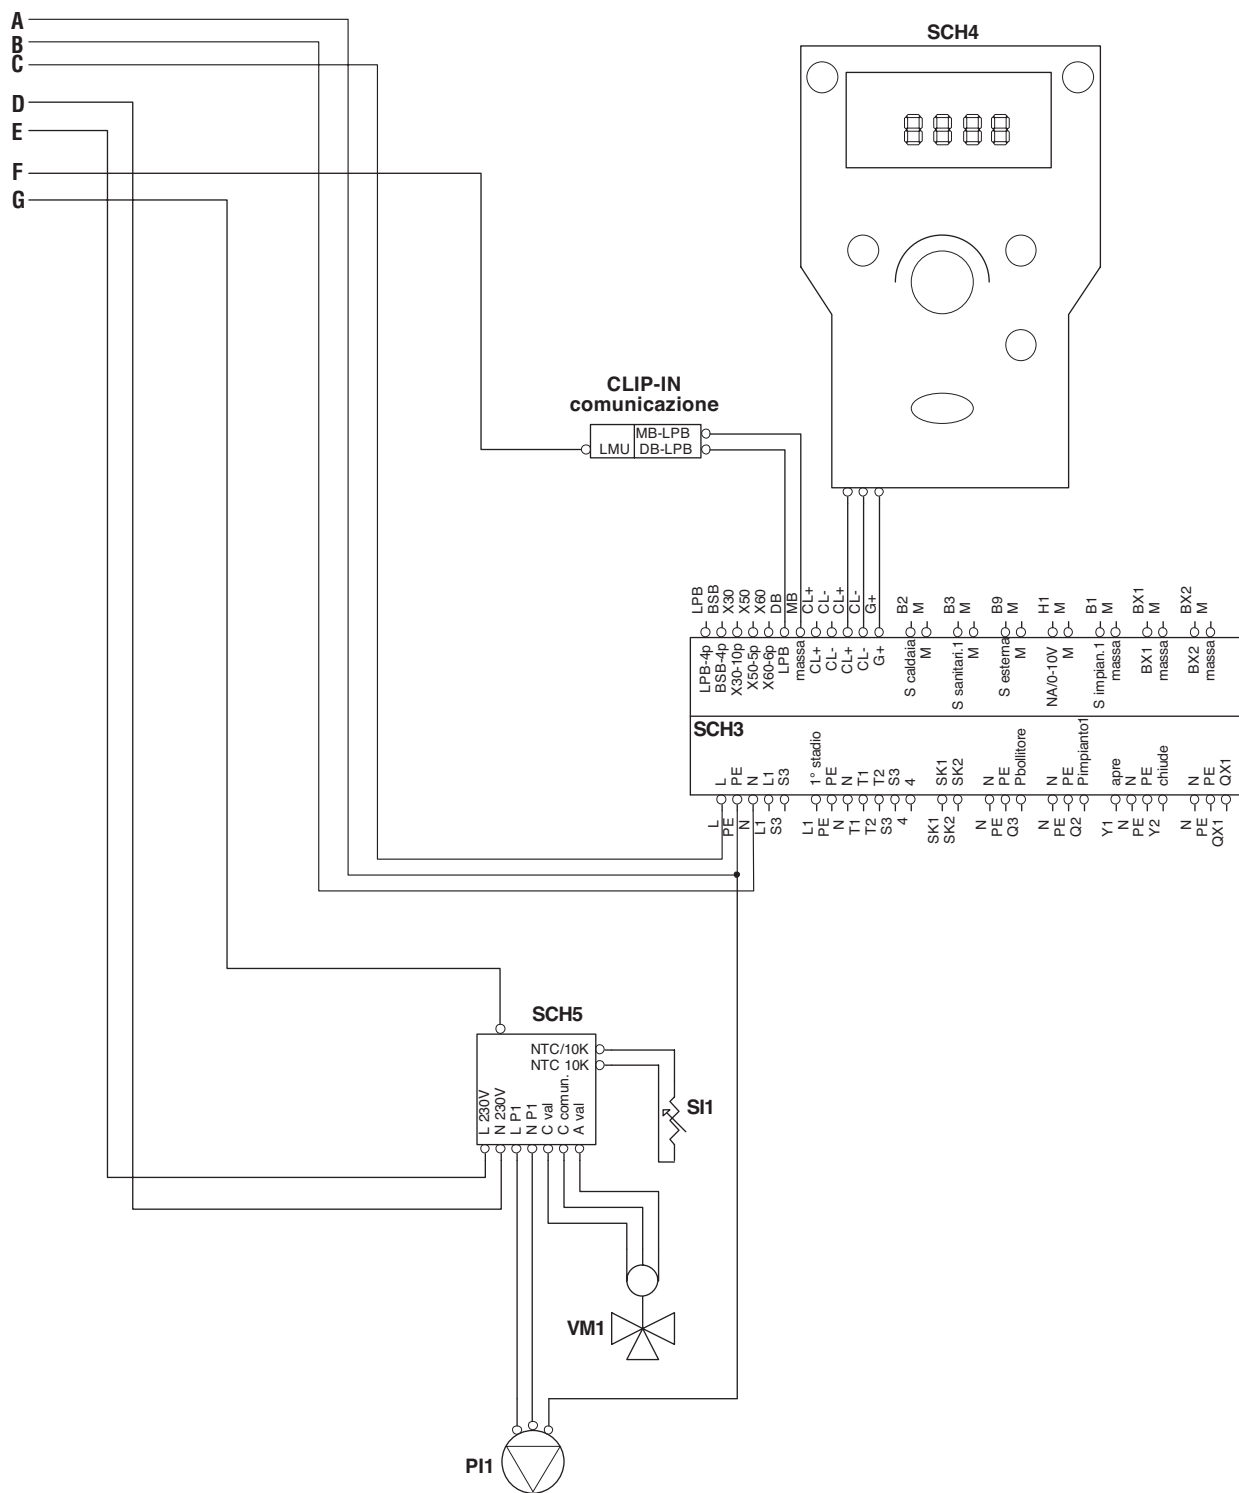 A
B
C
D
E
F
G
SCH4
CLIP-IN
comunicazione
LMU
MB-LPB
DB-LPB
LPB
BSB
X30
X50
X60
DB
MB
CL+
CL-
CL+
CL-
G+
B2
M
B3
M
B9
M
H1
M
B1
M
BX1
M
BX2
M
LPB-4p
BSB-4p
X30-10p
X50-5p
X60-6p
LPB
massa
CL+
CL-
CL+
CL-
G+
S caldaia
M
S sanitari.1
M
S esterna
M
NA/0-10V
M
S impian.1
massa
BX1
massa
BX2
massa
SCH3
L
PE
N
L1
S3
1° stadio
PE
N
T1
T2
S3
4
SK1
SK2
N
PE
Pbollitore
N
PE
Pimpianto1
apre
N
PE
chiude
N
PE
QX1
L
PE
N
L1
S3
L1
PE
N
T1
T2
S3
4
SK1
SK2
N
PE
Q3
N
PE
Q2
Y1
N
PE
Y2
N
PE
QX1
SCH5
NTC/10K
NTC 10K
L 230V
N 230V
L P1
N P1
C val
C comun.
A val
SI1
VM1
PI1